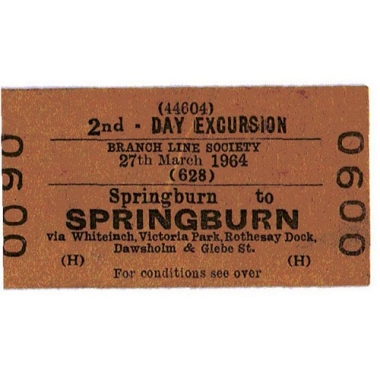 (44604)
2nd - DAY EXCURSION
BRANCH LINE SOCIETY
27th March 1964
(628)
Springburn to
SPRINGBURN
via Whiteinch, Victoria Park, Rothesay Dock,
Dawsholm & Glebe St.
(H) (H)
For conditions see over
0090
0090